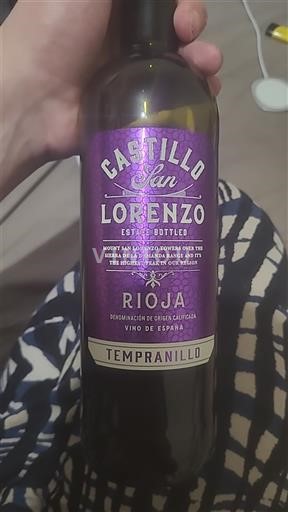 CASTILLO
San
LORENZO
ESTATE BOTTLED
MOUNT SAN LORENZO TOWERS OVER THE
SIERRA DE LA DEMANDA RANGE AND IT'S
THE HIGHEST PEAK IN OUR REGION
RIOJA
DENOMINACIÓN DE ORIGEN CALIFICADA
VINO DE ESPAÑA
TEMPRANILLO